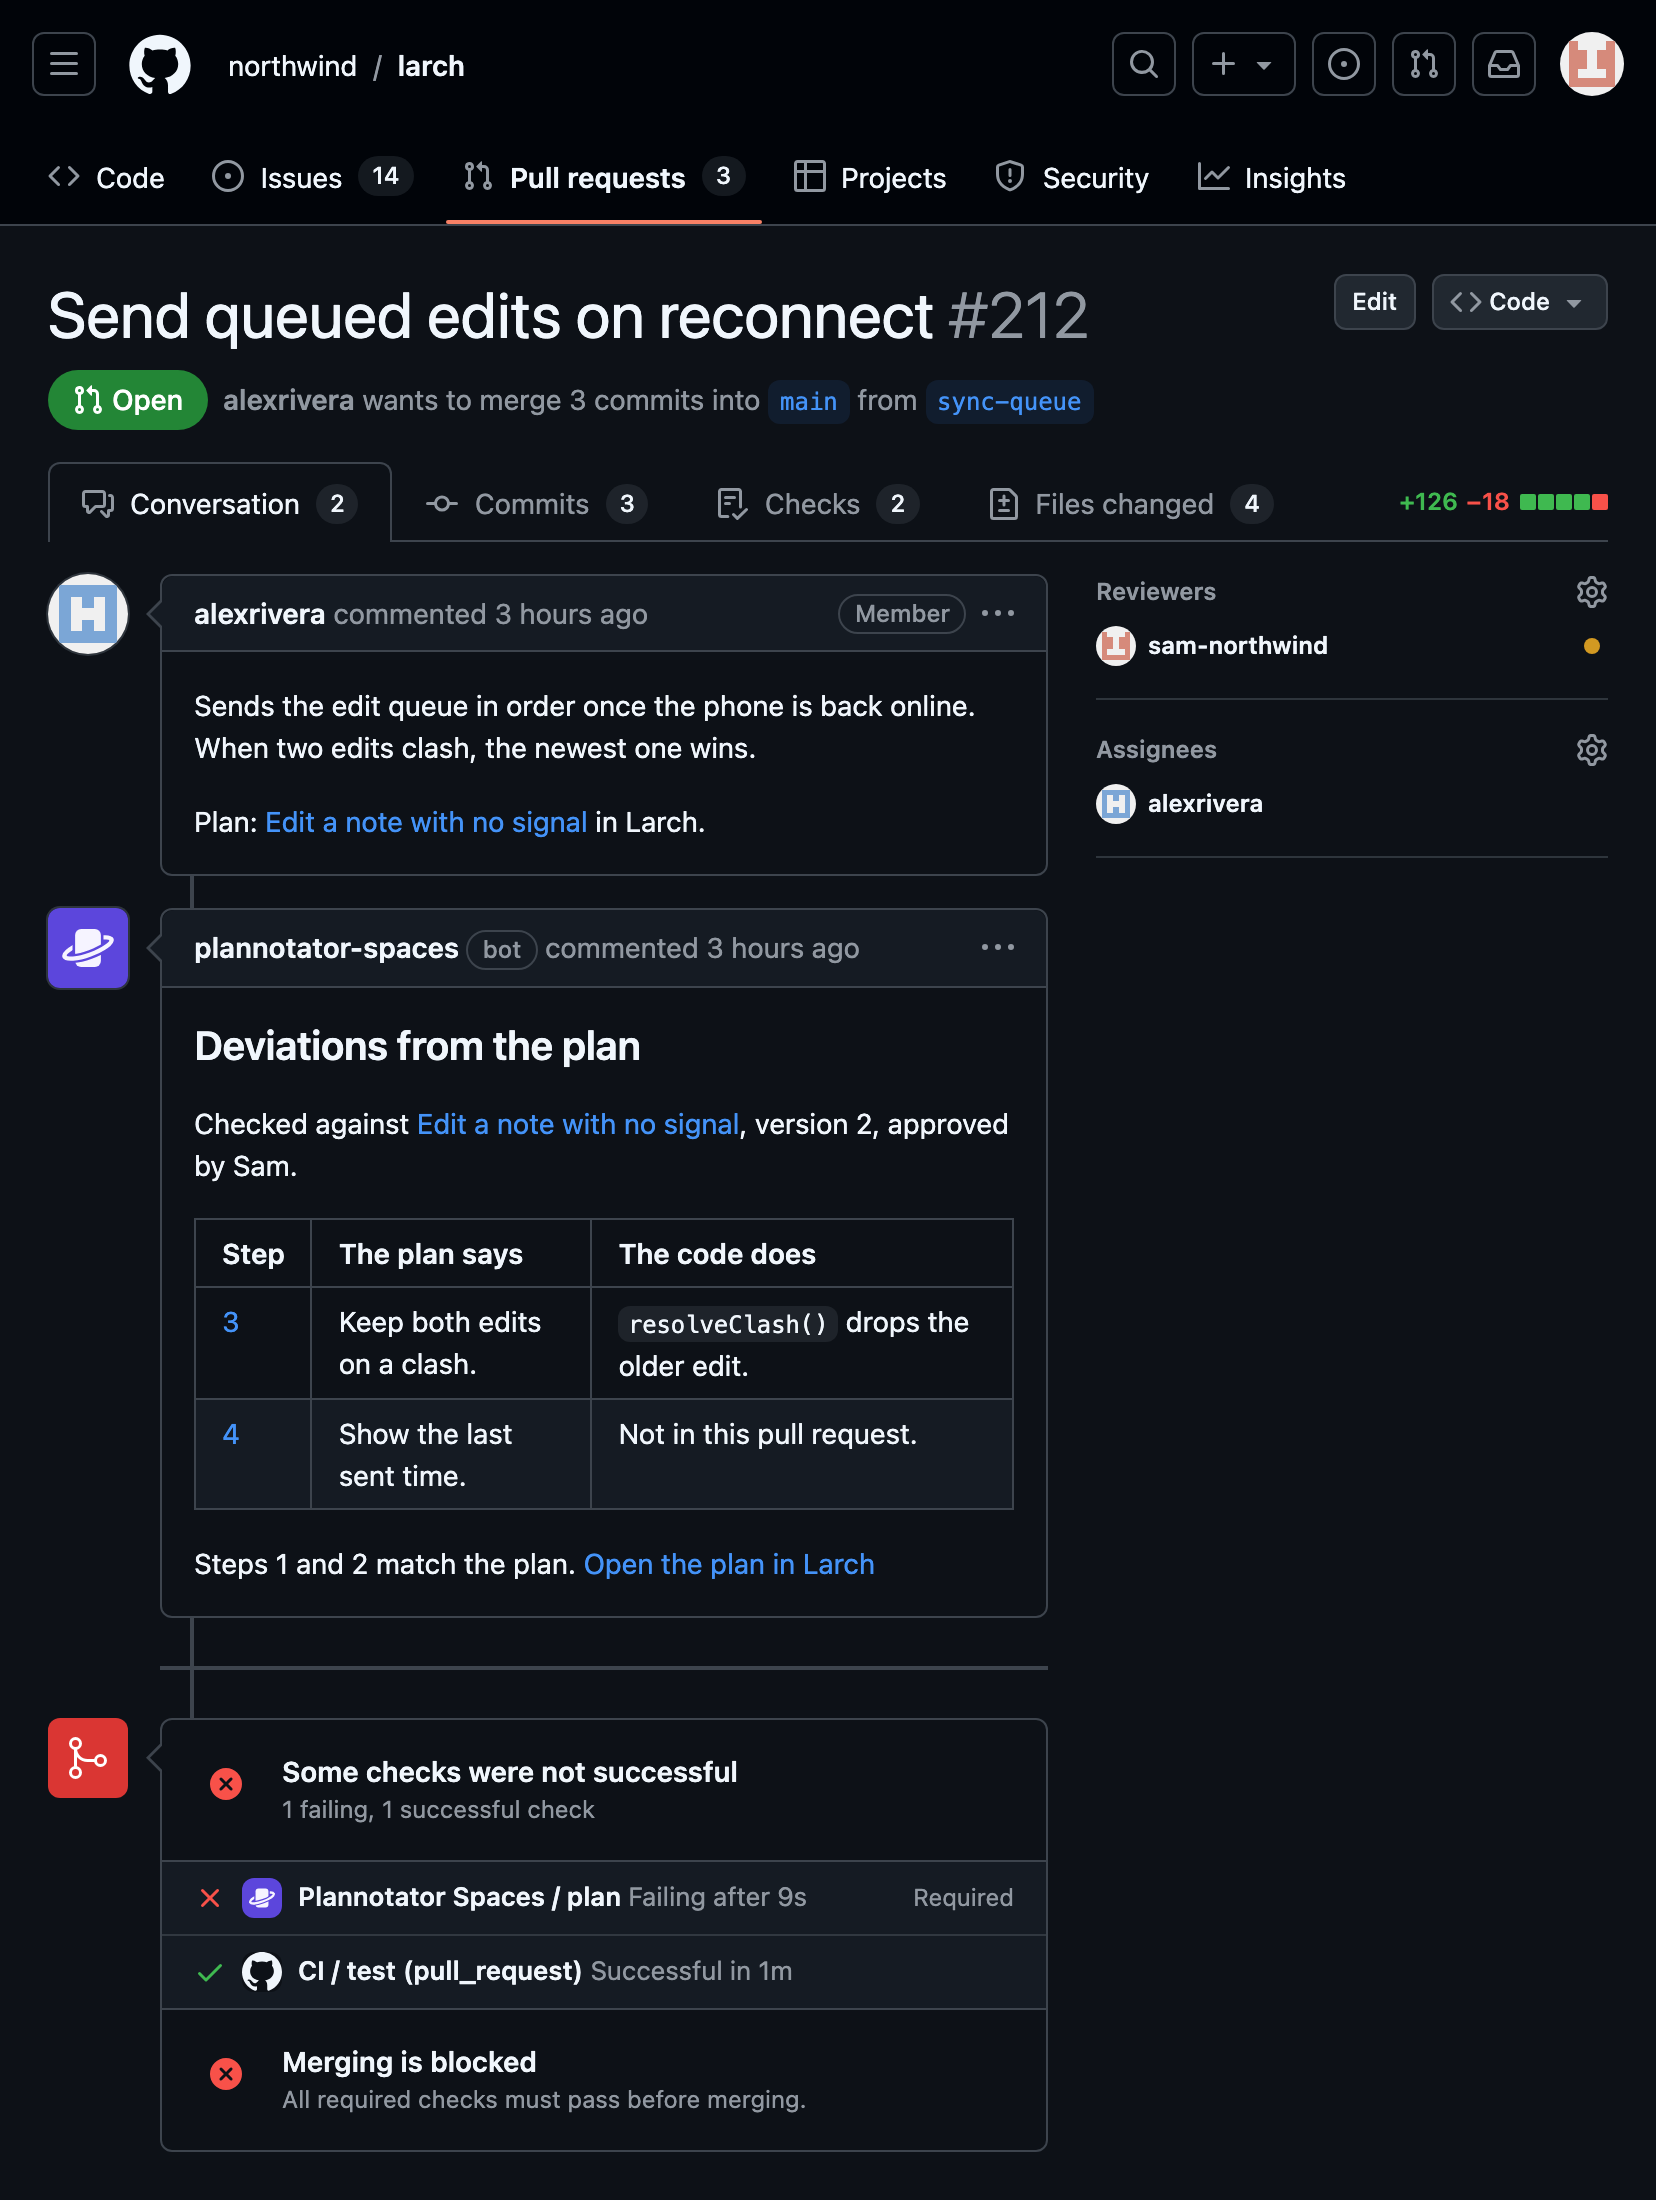 northwind / larch
Code
Issues 14
Pull requests 3
Projects
Security
Insights
Send queued edits on reconnect #212
Edit
Code
Open
alexrivera wants to merge 3 commits into main from sync-queue
Conversation 2
Commits 3
Checks 2
Files changed 4
+126 −18
alexrivera commented 3 hours ago
Member
Sends the edit queue in order once the phone is back online.
When two edits clash, the newest one wins.
Plan: Edit a note with no signal in Larch.
Reviewers
sam-northwind
Assignees
alexrivera
plannotator-spaces bot commented 3 hours ago
Deviations from the plan
Checked against Edit a note with no signal, version 2, approved
by Sam.
Step The plan says The code does
3 Keep both edits resolveClash() drops the
on a clash. older edit.
4 Show the last Not in this pull request.
sent time.
Steps 1 and 2 match the plan. Open the plan in Larch
Some checks were not successful
1 failing, 1 successful check
Plannotator Spaces / plan Failing after 9s Required
CI / test (pull_request) Successful in 1m
Merging is blocked
All required checks must pass before merging.